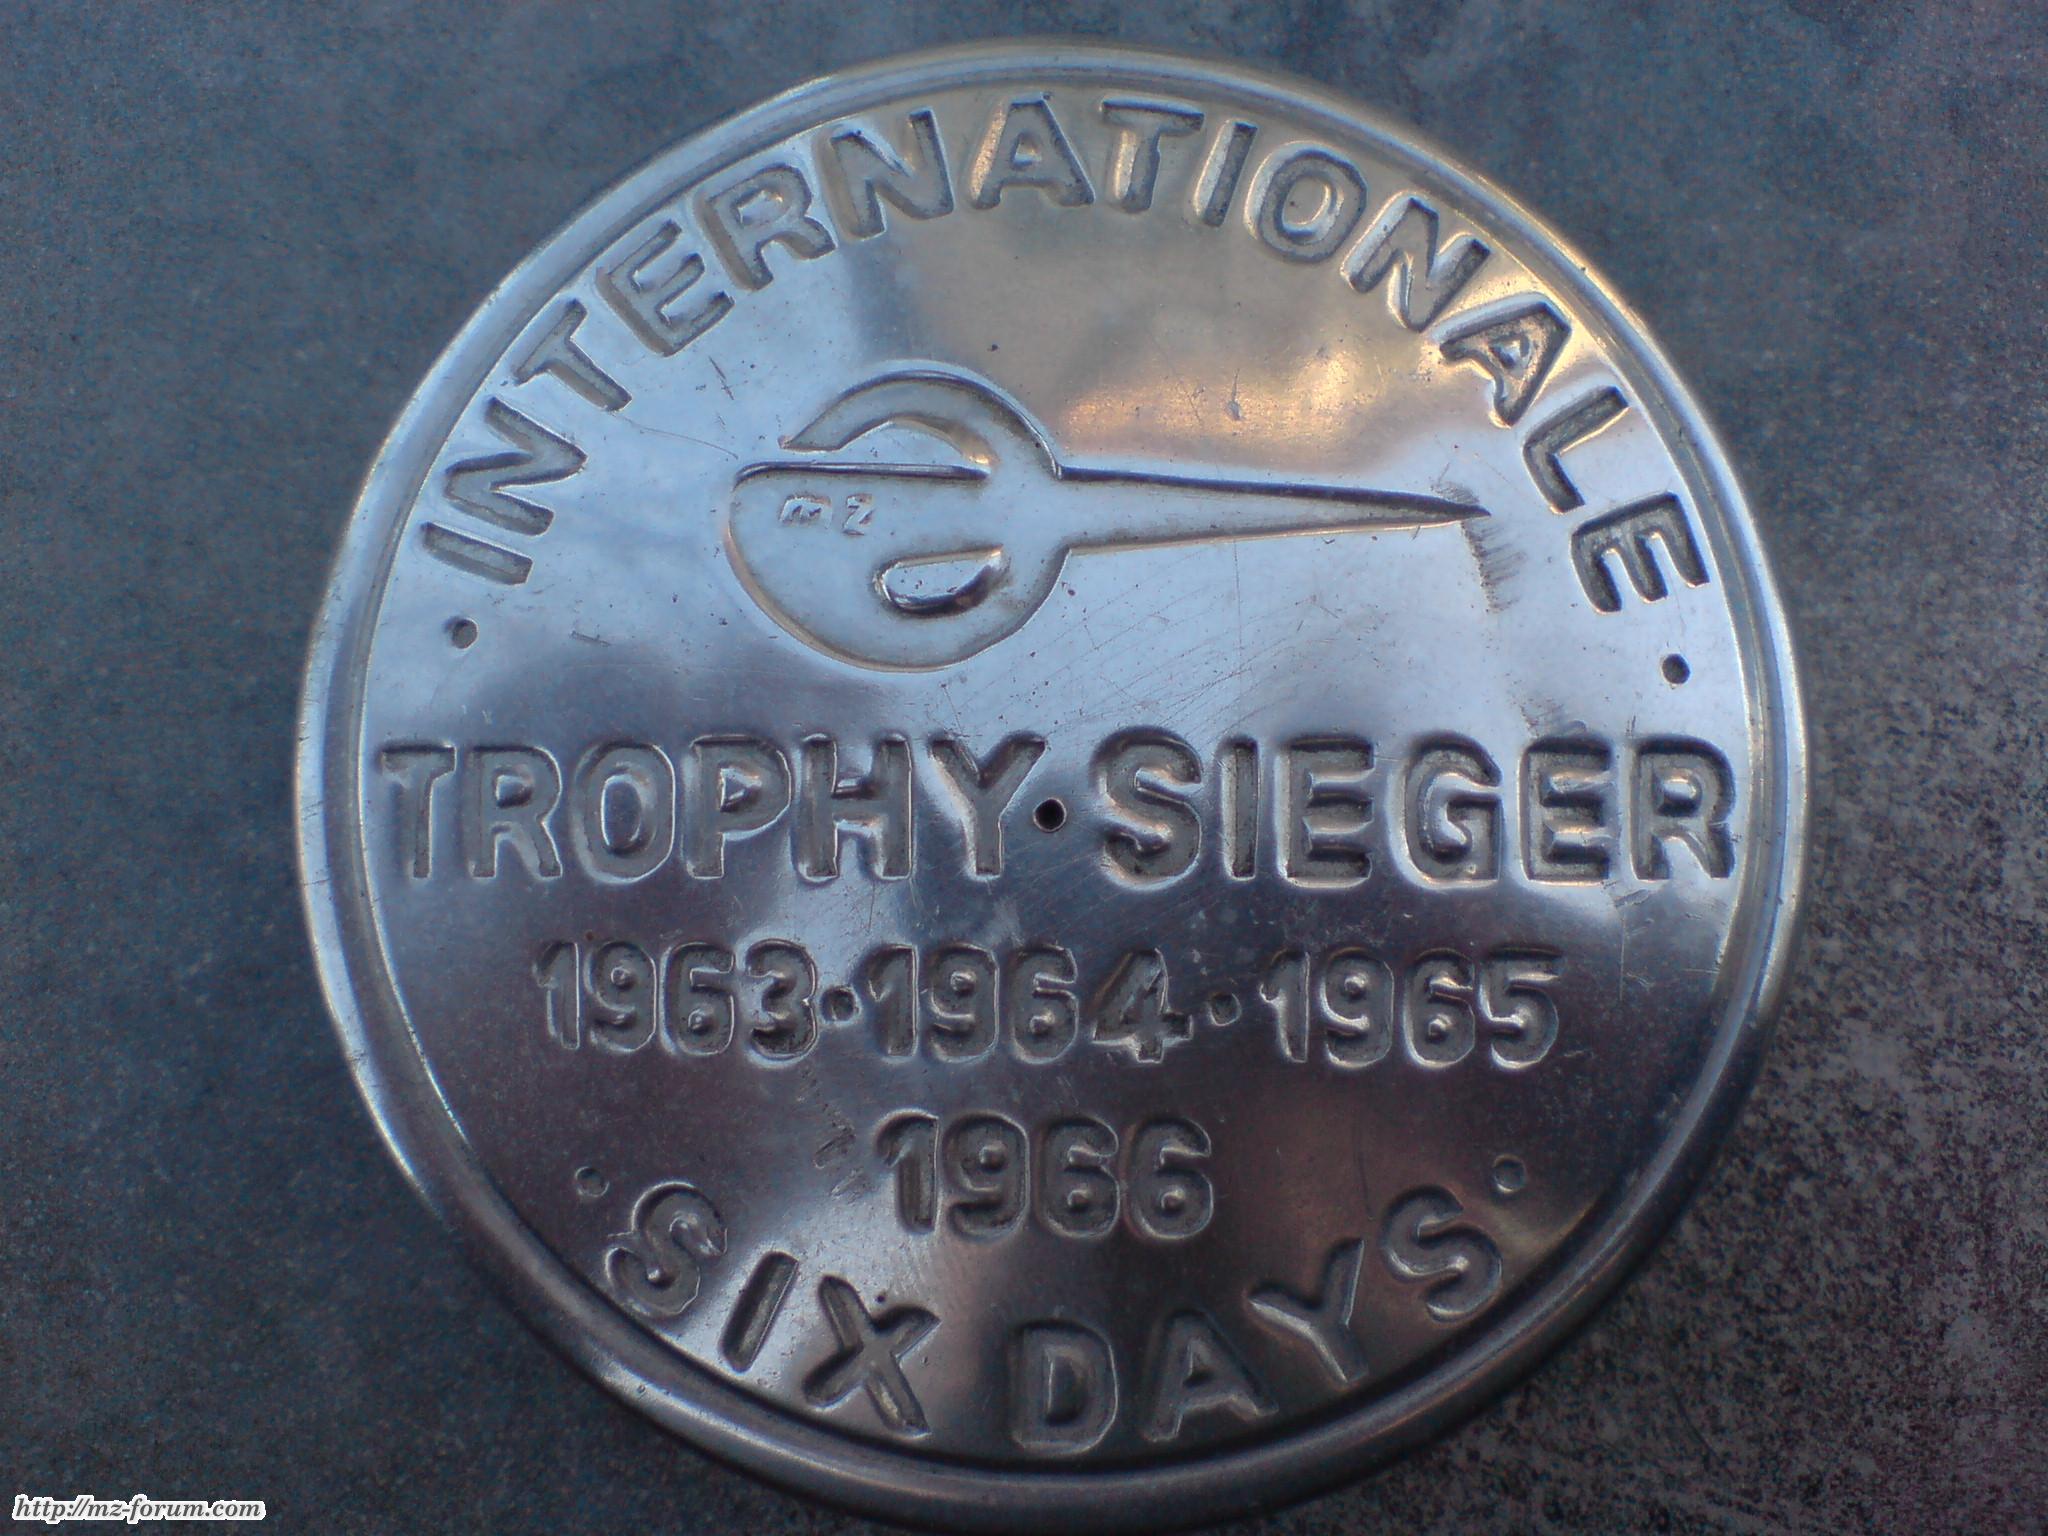 · INTERNATIONALE ·
mz
TROPHY · SIEGER
1963 · 1964 · 1965
1966
· SIX DAYS ·
http://mz-forum.com